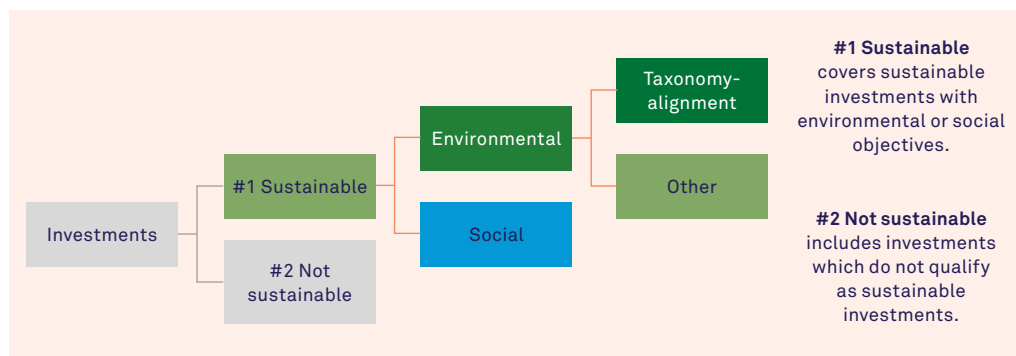 Investments
#1 Sustainable
#2 Not
sustainable
Environmental
Social
Taxonomy-
alignment
Other
#1 Sustainable
covers sustainable
investments with
environmental or social
objectives.
#2 Not sustainable
includes investments
which do not qualify
as sustainable
investments.